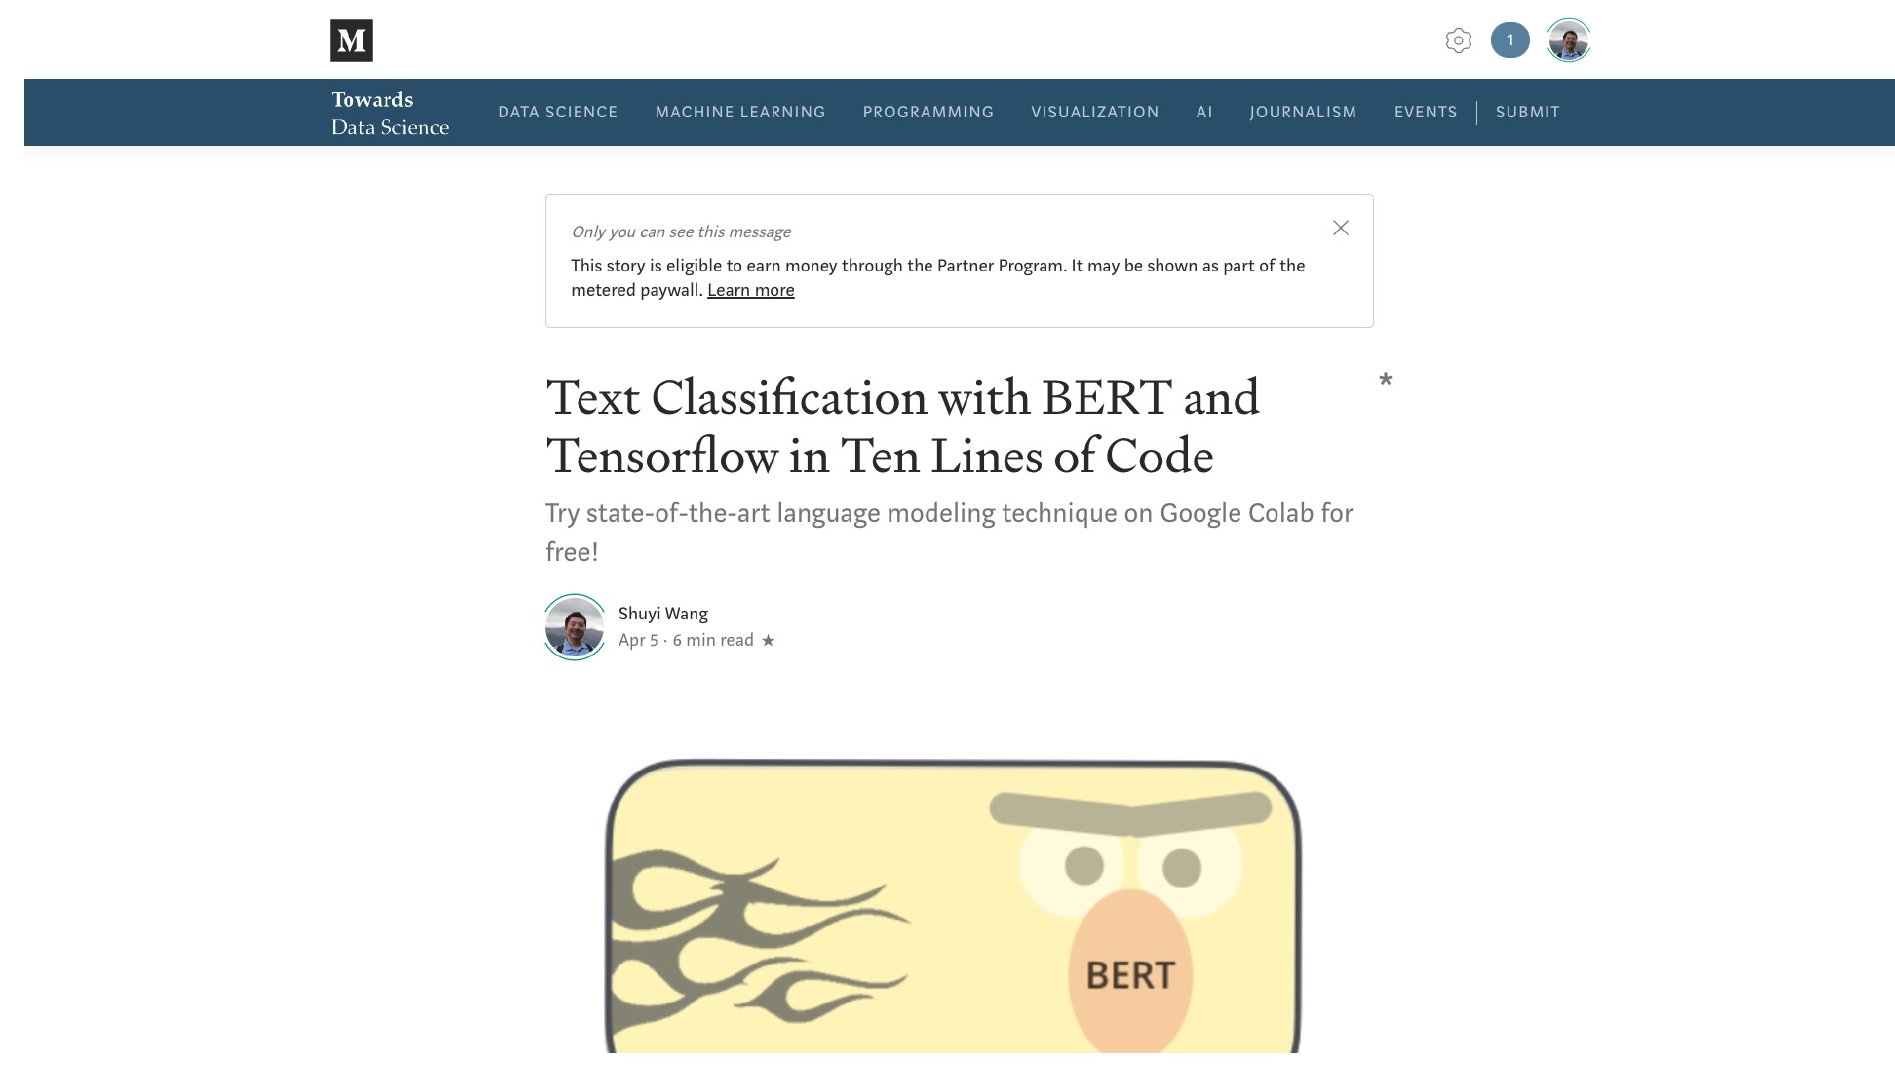 M
1
Towards
Data Science
DATA SCIENCE MACHINE LEARNING PROGRAMMING VISUALIZATION AI JOURNALISM EVENTS SUBMIT
Only you can see this message
This story is eligible to earn money through the Partner Program. It may be shown as part of the
metered paywall. Learn more
Text Classification with BERT and *
Tensorflow in Ten Lines of Code
Try state-of-the-art language modeling technique on Google Colab for
free!
Shuyi Wang
Apr 5 · 6 min read ★
BERT